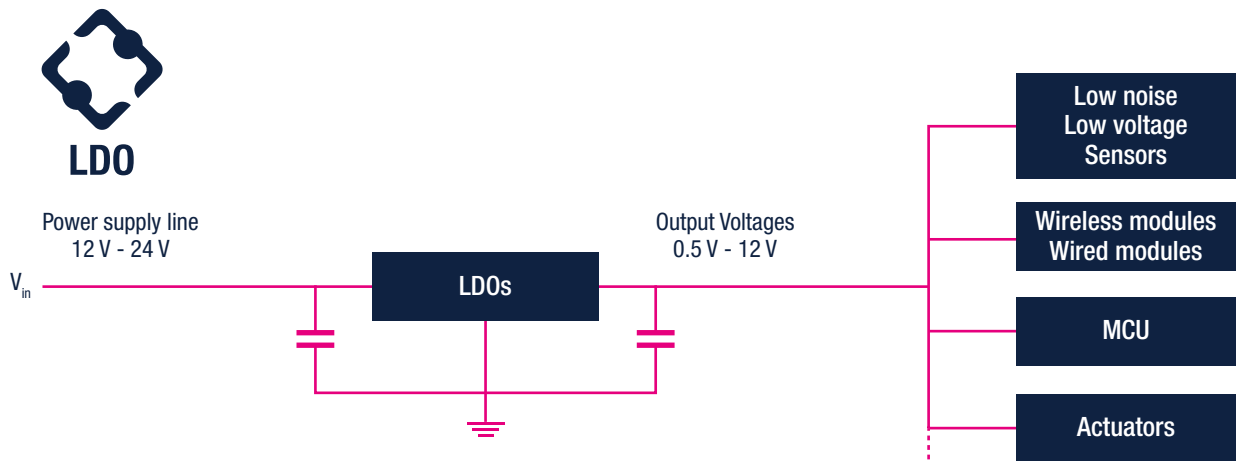 LDO
Power supply line
12 V - 24 V
V_in
LDOs
Output Voltages
0.5 V - 12 V
Low noise
Low voltage
Sensors
Wireless modules
Wired modules
MCU
Actuators